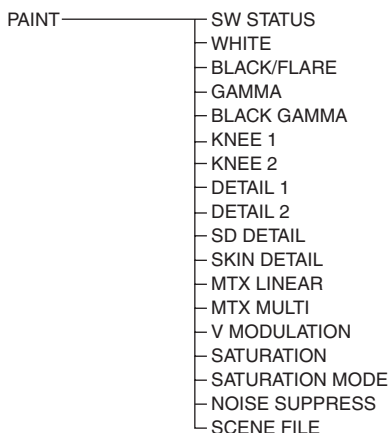 PAINT
SW STATUS
WHITE
BLACK/FLARE
GAMMA
BLACK GAMMA
KNEE 1
KNEE 2
DETAIL 1
DETAIL 2
SD DETAIL
SKIN DETAIL
MTX LINEAR
MTX MULTI
V MODULATION
SATURATION
SATURATION MODE
NOISE SUPPRESS
SCENE FILE